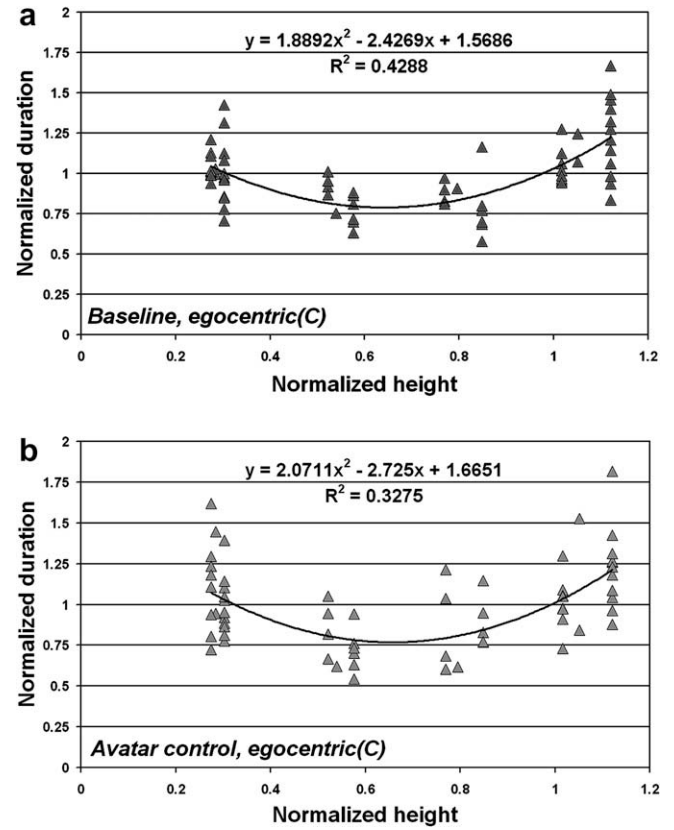 a
y = 1.8892x² - 2.4269x + 1.5686
R² = 0.4288
2
1.75
1.5
1.25
1
0.75
0.5
0.25
0
Normalized duration
Baseline, egocentric(C)
0 0.2 0.4 0.6 0.8 1 1.2
Normalized height
b
y = 2.0711x² - 2.725x + 1.6651
R² = 0.3275
2
1.75
1.5
1.25
1
0.75
0.5
0.25
0
Normalized duration
Avatar control, egocentric(C)
0 0.2 0.4 0.6 0.8 1 1.2
Normalized height